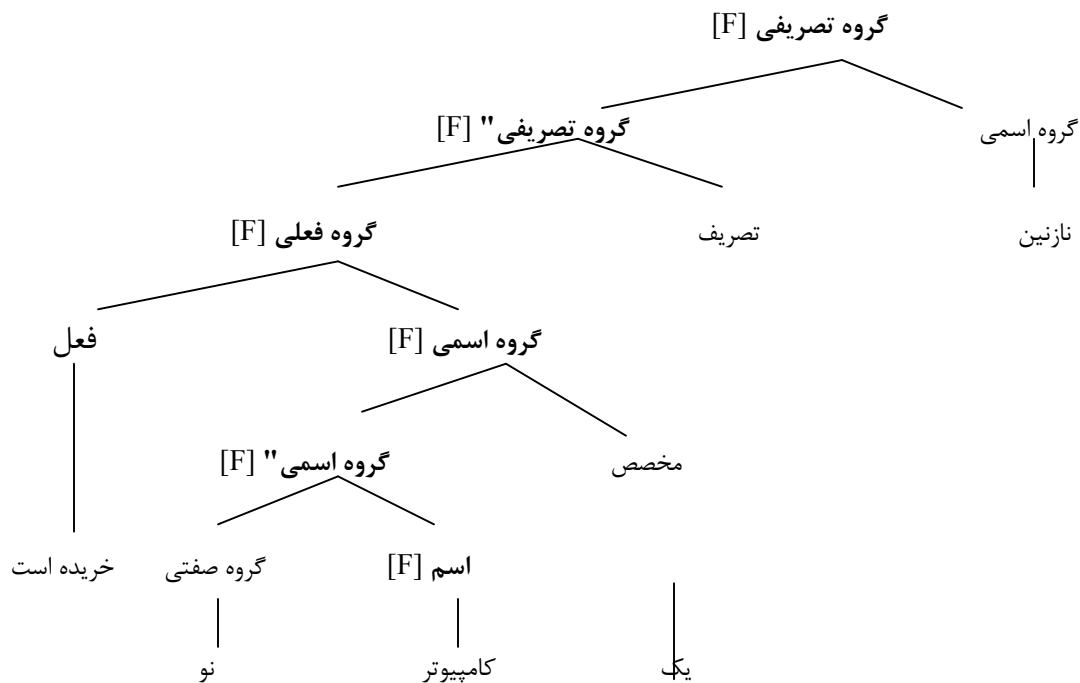 گروه تصریفی [F]
گروه اسمی گروه تصریفی" [F]
نازنین تصریف گروه فعلی [F]
گروه اسمی [F] فعل
مخصص گروه اسمی" [F]
اسم [F] گروه صفتی خریده است
یک کامپیوتر نو